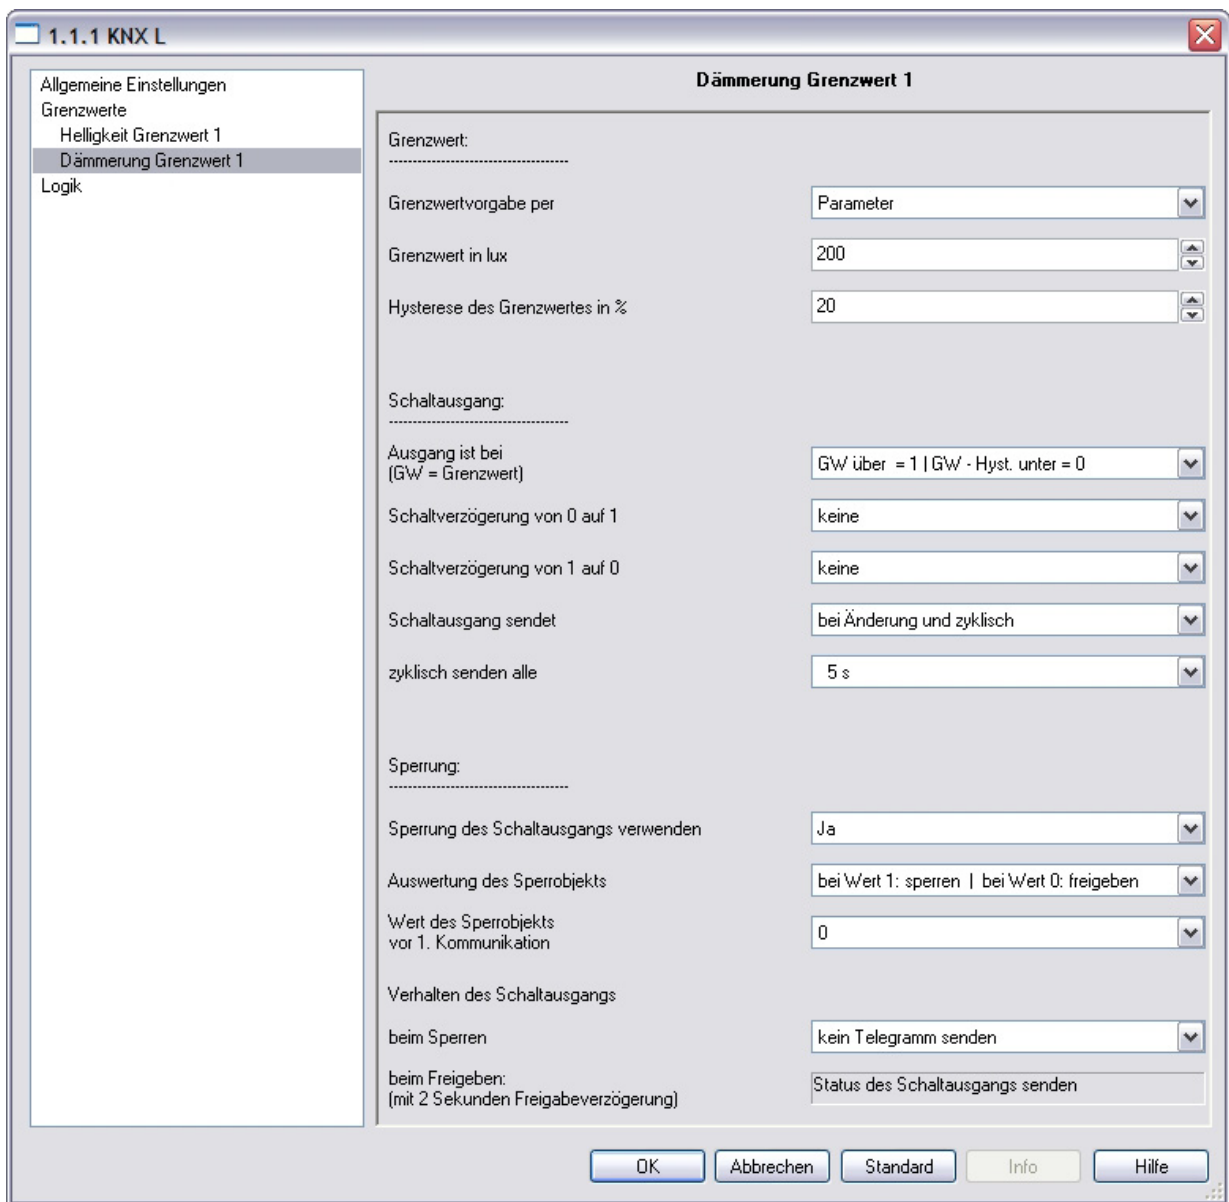 1.1.1 KNX L
Allgemeine Einstellungen
Grenzwerte
Helligkeit Grenzwert 1
Dämmerung Grenzwert 1
Logik
Dämmerung Grenzwert 1
Grenzwert:
--------------------------------------
Grenzwertvorgabe per
Parameter
Grenzwert in lux
200
Hysterese des Grenzwertes in %
20
Schaltausgang:
--------------------------------------
Ausgang ist bei
(GW = Grenzwert)
GW über = 1 | GW - Hyst. unter = 0
Schaltverzögerung von 0 auf 1
keine
Schaltverzögerung von 1 auf 0
keine
Schaltausgang sendet
bei Änderung und zyklisch
zyklisch senden alle
5 s
Sperrung:
--------------------------------------
Sperrung des Schaltausgangs verwenden
Ja
Auswertung des Sperrobjekts
bei Wert 1: sperren | bei Wert 0: freigeben
Wert des Sperrobjekts
vor 1. Kommunikation
0
Verhalten des Schaltausgangs
beim Sperren
kein Telegramm senden
beim Freigeben:
(mit 2 Sekunden Freigabeverzögerung)
Status des Schaltausgangs senden
OK
Abbrechen
Standard
Info
Hilfe